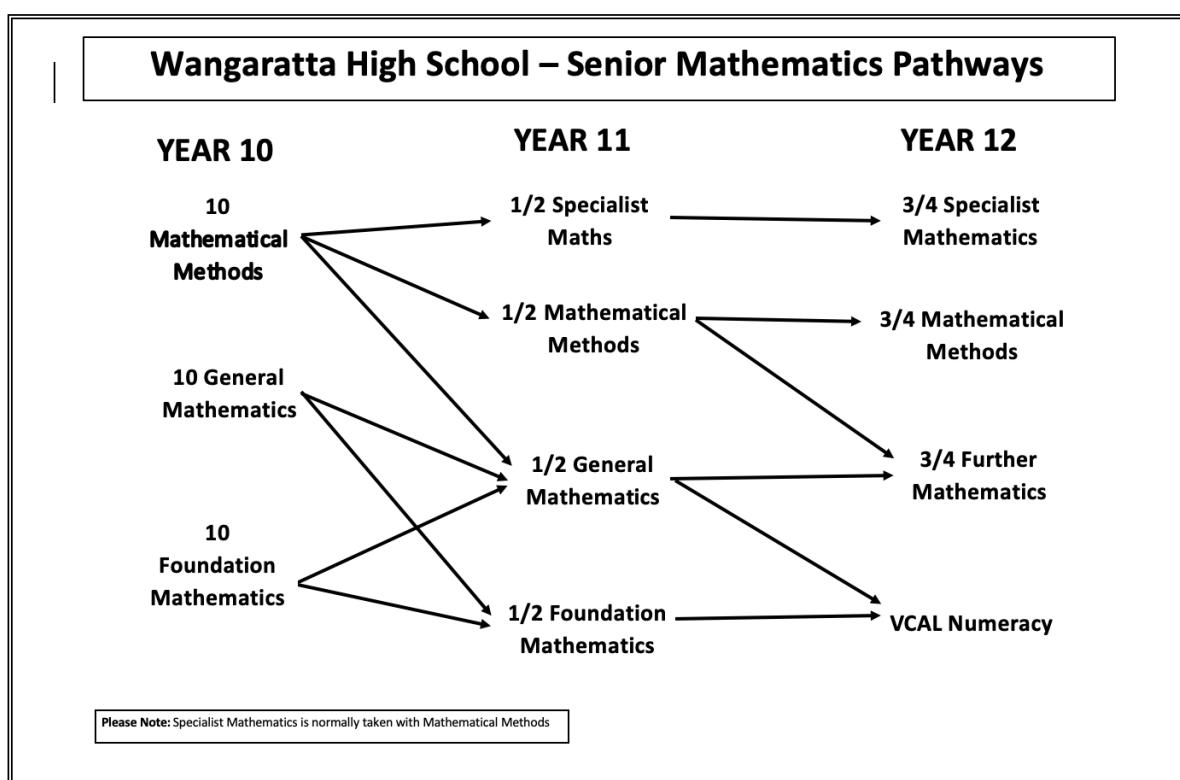 Wangaratta High School – Senior Mathematics Pathways
YEAR 10
10
Mathematical
Methods
10 General
Mathematics
10
Foundation
Mathematics
YEAR 11
1/2 Specialist
Maths
1/2 Mathematical
Methods
1/2 General
Mathematics
1/2 Foundation
Mathematics
YEAR 12
3/4 Specialist
Mathematics
3/4 Mathematical
Methods
3/4 Further
Mathematics
VCAL Numeracy
Please Note: Specialist Mathematics is normally taken with Mathematical Methods